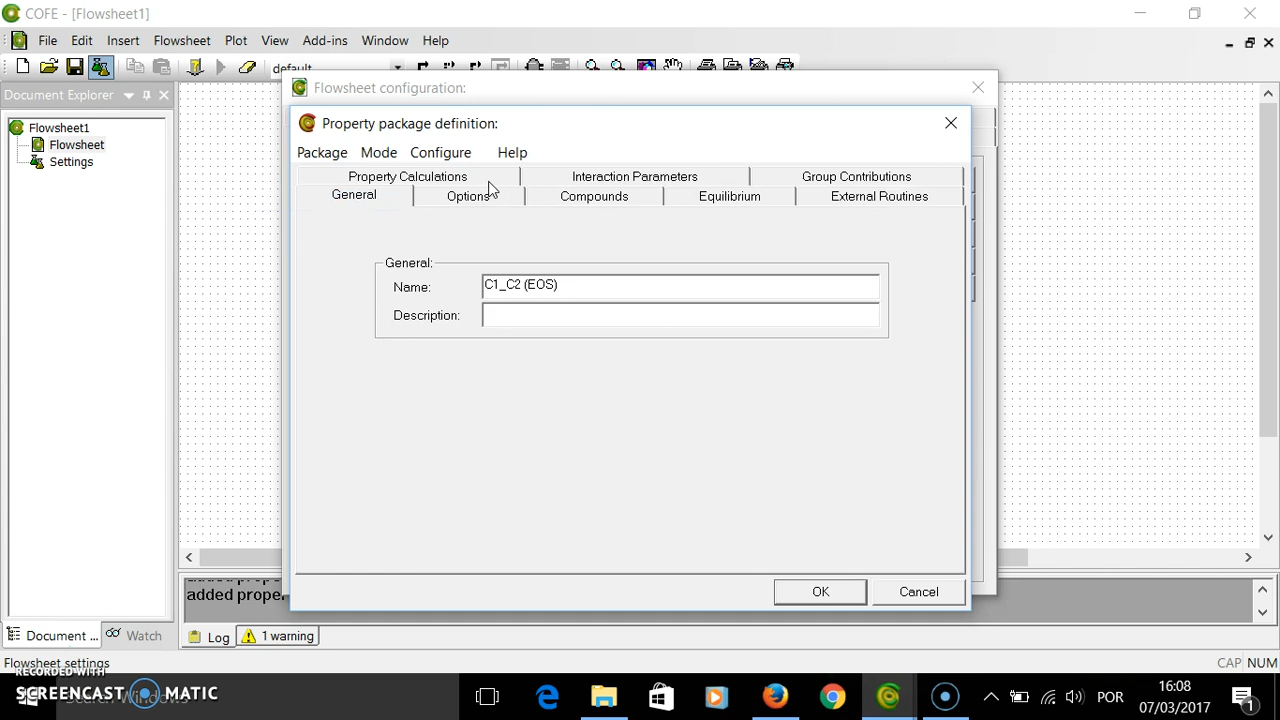 COFE - [Flowsheet1]
File Edit Insert Flowsheet Plot View Add-ins Window Help
default
Document Explorer
Flowsheet1
Flowsheet
Settings
Flowsheet configuration:
Property package definition:
Package Mode Configure Help
Property Calculations Interaction Parameters Group Contributions
General Options Compounds Equilibrium External Routines
General:
Name: C1_C2 (EOS)
Description:
OK Cancel
added proper
Document ... Watch
Log 1 warning
Flowsheet settings
CAP NUM
RECORDED WITH
SCREENCAST MATIC
Search Windows
POR
16:08
07/03/2017
1